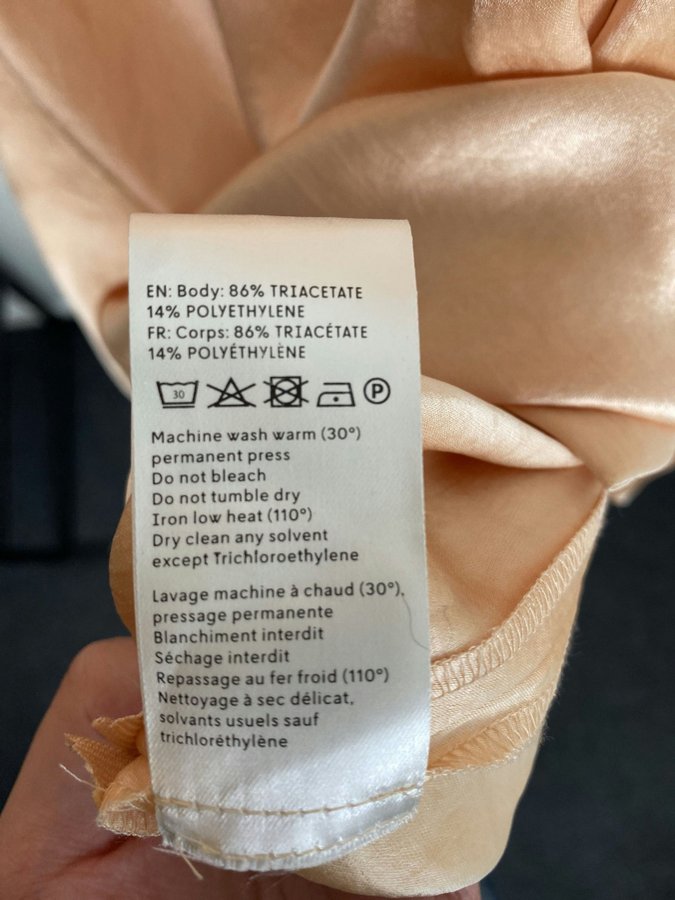 EN: Body: 86% TRIACETATE
14% POLYETHYLENE
FR: Corps: 86% TRIACÉTATE
14% POLYÉTHYLÈNE
30 P
Machine wash warm (30°)
permanent press
Do not bleach
Do not tumble dry
Iron low heat (110°)
Dry clean any solvent
except Trichloroethylene
Lavage machine à chaud (30°),
pressage permanente
Blanchiment interdit
Séchage interdit
Repassage au fer froid (110°)
Nettoyage à sec délicat,
solvants usuels sauf
trichloréthylène